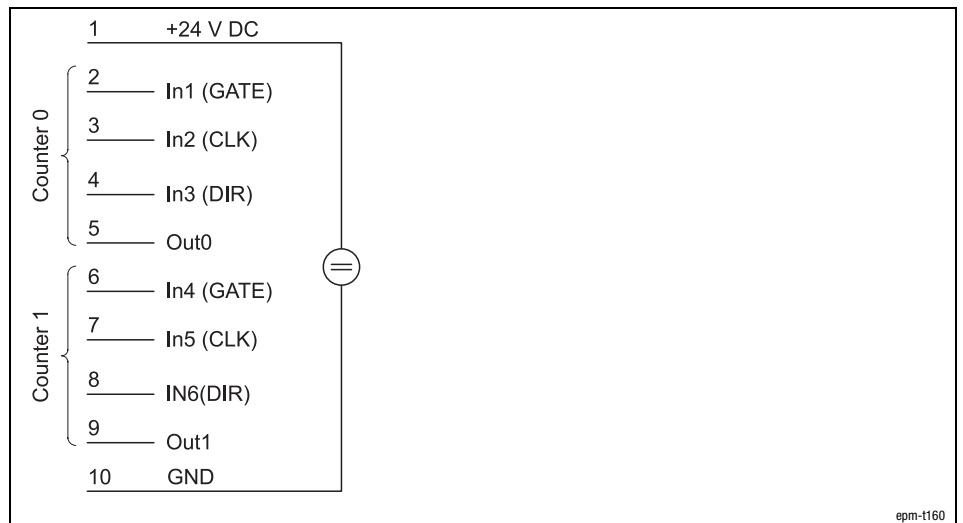 1 +24 V DC
Counter 0
2 In1 (GATE)
3 In2 (CLK)
4 In3 (DIR)
5 Out0
Counter 1
6 In4 (GATE)
7 In5 (CLK)
8 IN6(DIR)
9 Out1
10 GND
epm-t160